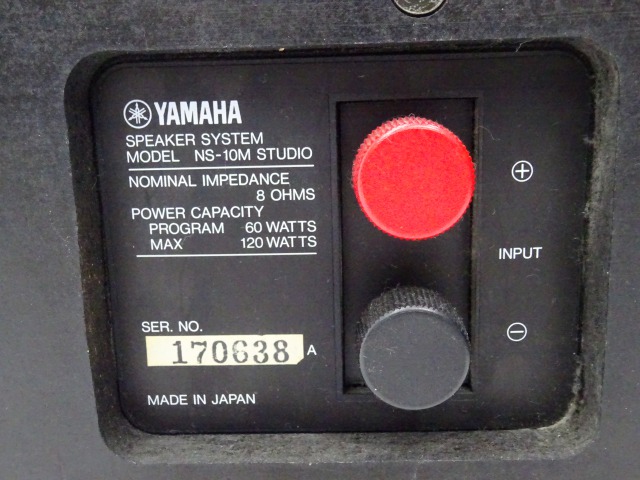 YAMAHA
SPEAKER SYSTEM
MODEL NS-10M STUDIO
NOMINAL IMPEDANCE
8 OHMS
POWER CAPACITY
PROGRAM 60 WATTS
MAX 120 WATTS
SER. NO.
170638 A
MADE IN JAPAN
+
INPUT
−